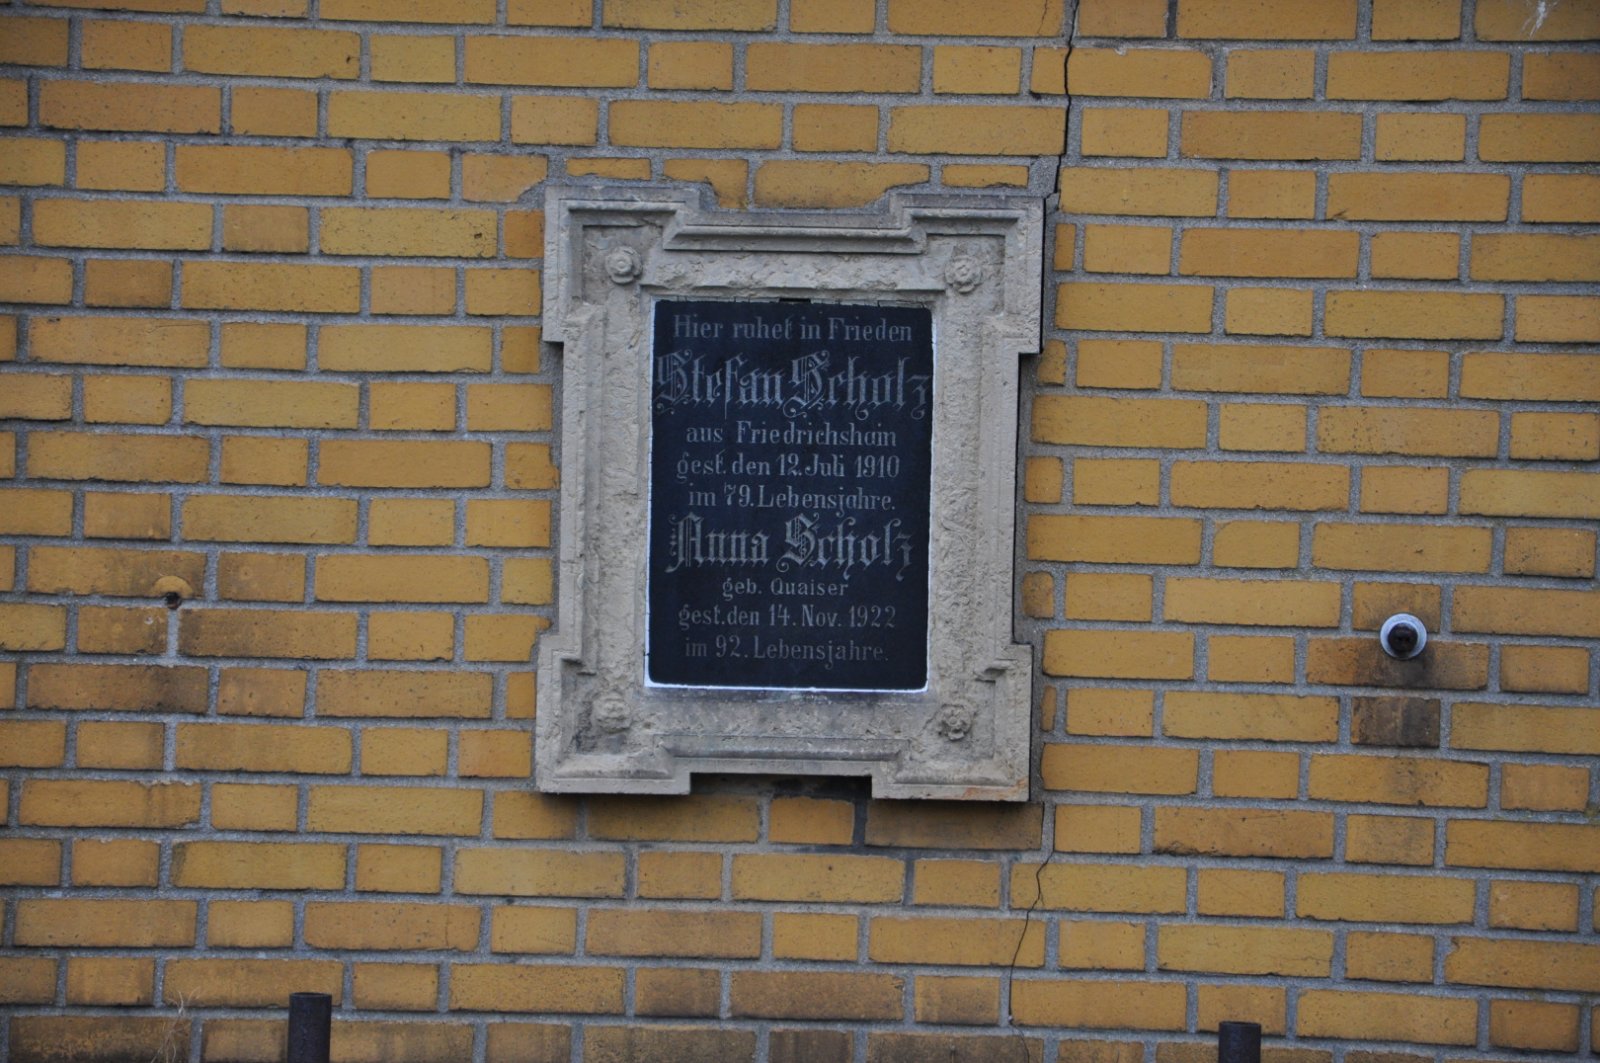 Hier ruhet in Frieden
Stefan Scholz
aus Friedrichshain
gest. den 12. Juli 1910
im 79. Lebensjahre.
Anna Scholz
geb. Quaiser
gest. den 14. Nov. 1922
im 92. Lebensjahre.